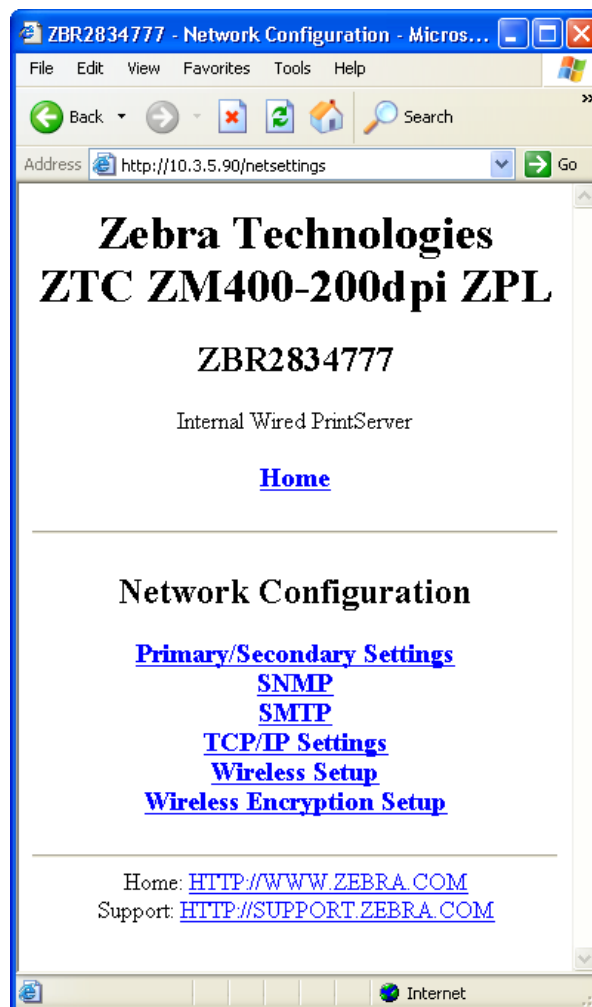 ZBR2834777 - Network Configuration - Micros...
File Edit View Favorites Tools Help
Back Search »
Address http://10.3.5.90/netsettings Go
Zebra Technologies
ZTC ZM400-200dpi ZPL
ZBR2834777
Internal Wired PrintServer
Home
Network Configuration
Primary/Secondary Settings
SNMP
SMTP
TCP/IP Settings
Wireless Setup
Wireless Encryption Setup
Home: HTTP://WWW.ZEBRA.COM
Support: HTTP://SUPPORT.ZEBRA.COM
Internet